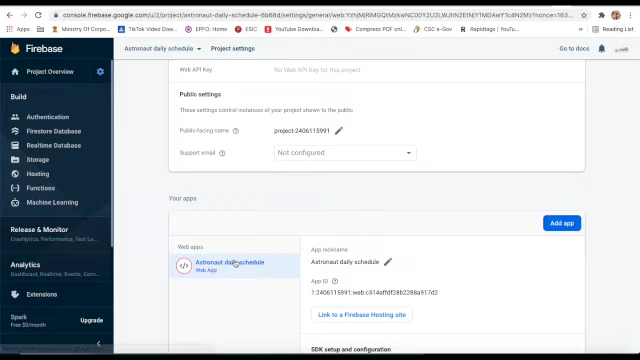 console.firebase.google.com/u/2/project/astronaut-daily-schedule-6b68d/settings/general/web:
Apps Ministry Of Corpo... TikTok Video Dow... EPFO: Home ESIC YouTube Downloa... Compress PDF onl... CSC e-Gov Rapidtags | YouT... Reading List
Firebase
Astronaut daily schedule Project settings Go to docs
Project Overview
Web API Key No Web API Key for this project
Build
Public settings
These settings control instances of your project shown to the public
Authentication
Firestore Database
Public-facing name project-2406115991
Realtime Database
Support email Not configured
Storage
Hosting
Functions
Machine Learning
Your apps
Release & Monitor
Crashlytics, Performance, Test La...
Add app
Web apps App nickname
Analytics
Astronaut daily schedule Astronaut daily schedule
Dashboard, Realtime, Events, Conv...
Web App
App ID
Extensions
1:2406115991:web:c314affdf28b2288a917d2
Spark
Free $0/month Upgrade
Link to a Firebase Hosting site
SDK setup and configuration